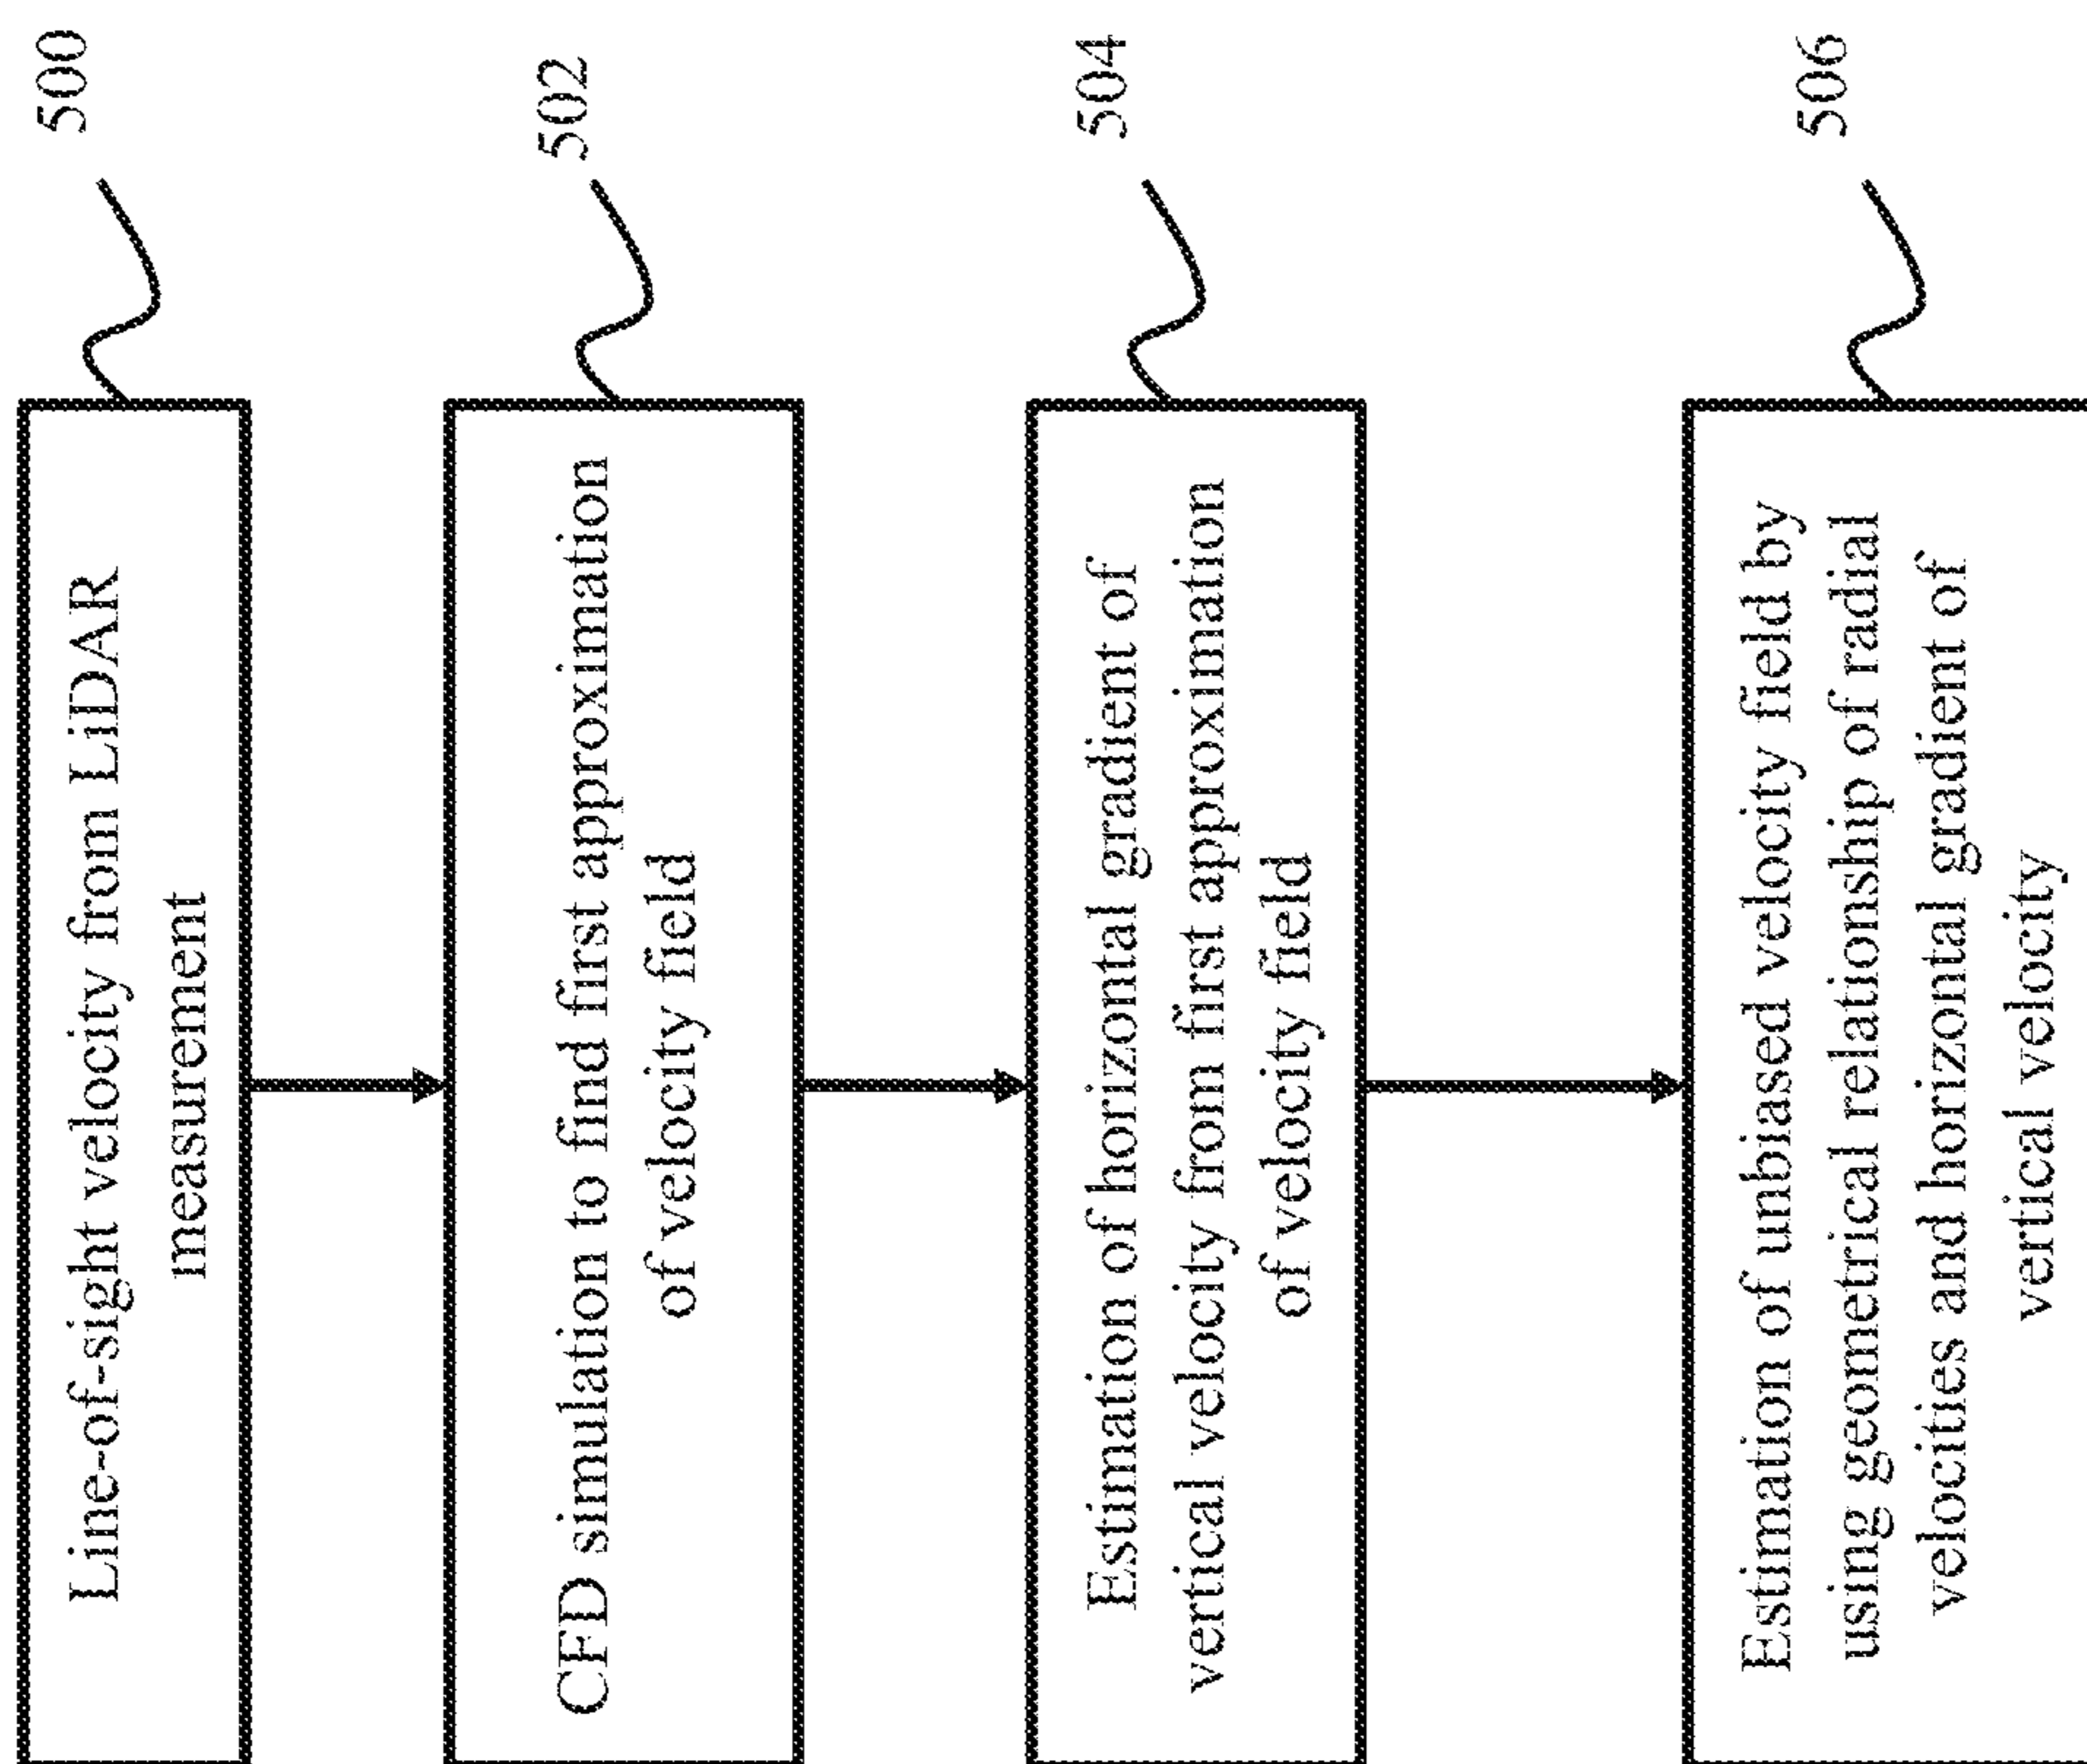 500
Line-of-sight velocity from LiDAR
measurement
502
CFD simulation to find first approximation
of velocity field
504
Estimation of horizontal gradient of
vertical velocity from first approximation
of velocity field
506
Estimation of unbiased velocity field by
using geometrical relationship of radial
velocities and horizontal gradient of
vertical velocity